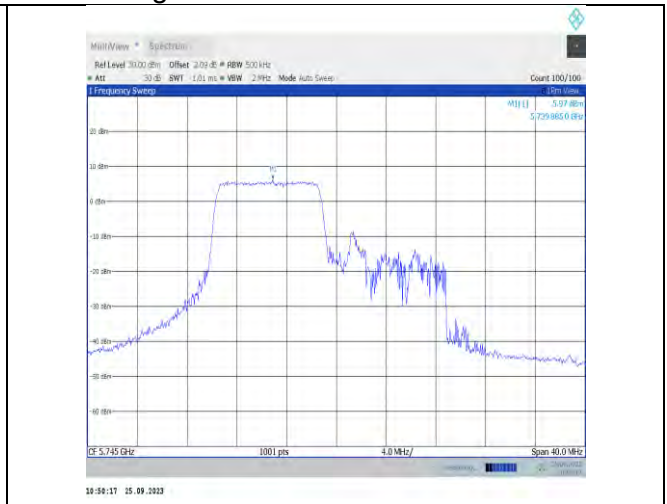 MultiView Spectrum
Ref Level 30.00 dBm Offset 2.09 dB RBW 500 kHz
Att 30 dB SWT 1.01 ms VBW 2 MHz Mode Auto Sweep Count 100/100
1 Frequency Sweep 1Rm View
M1[1] 5.97 dBm
5.739 885 0 GHz
20 dBm
10 dBm
M1
0 dBm
-10 dBm
-20 dBm
-30 dBm
-40 dBm
-50 dBm
-60 dBm
CF 5.745 GHz 1001 pts 4.0 MHz/ Span 40.0 MHz
10:50:17 25.09.2023